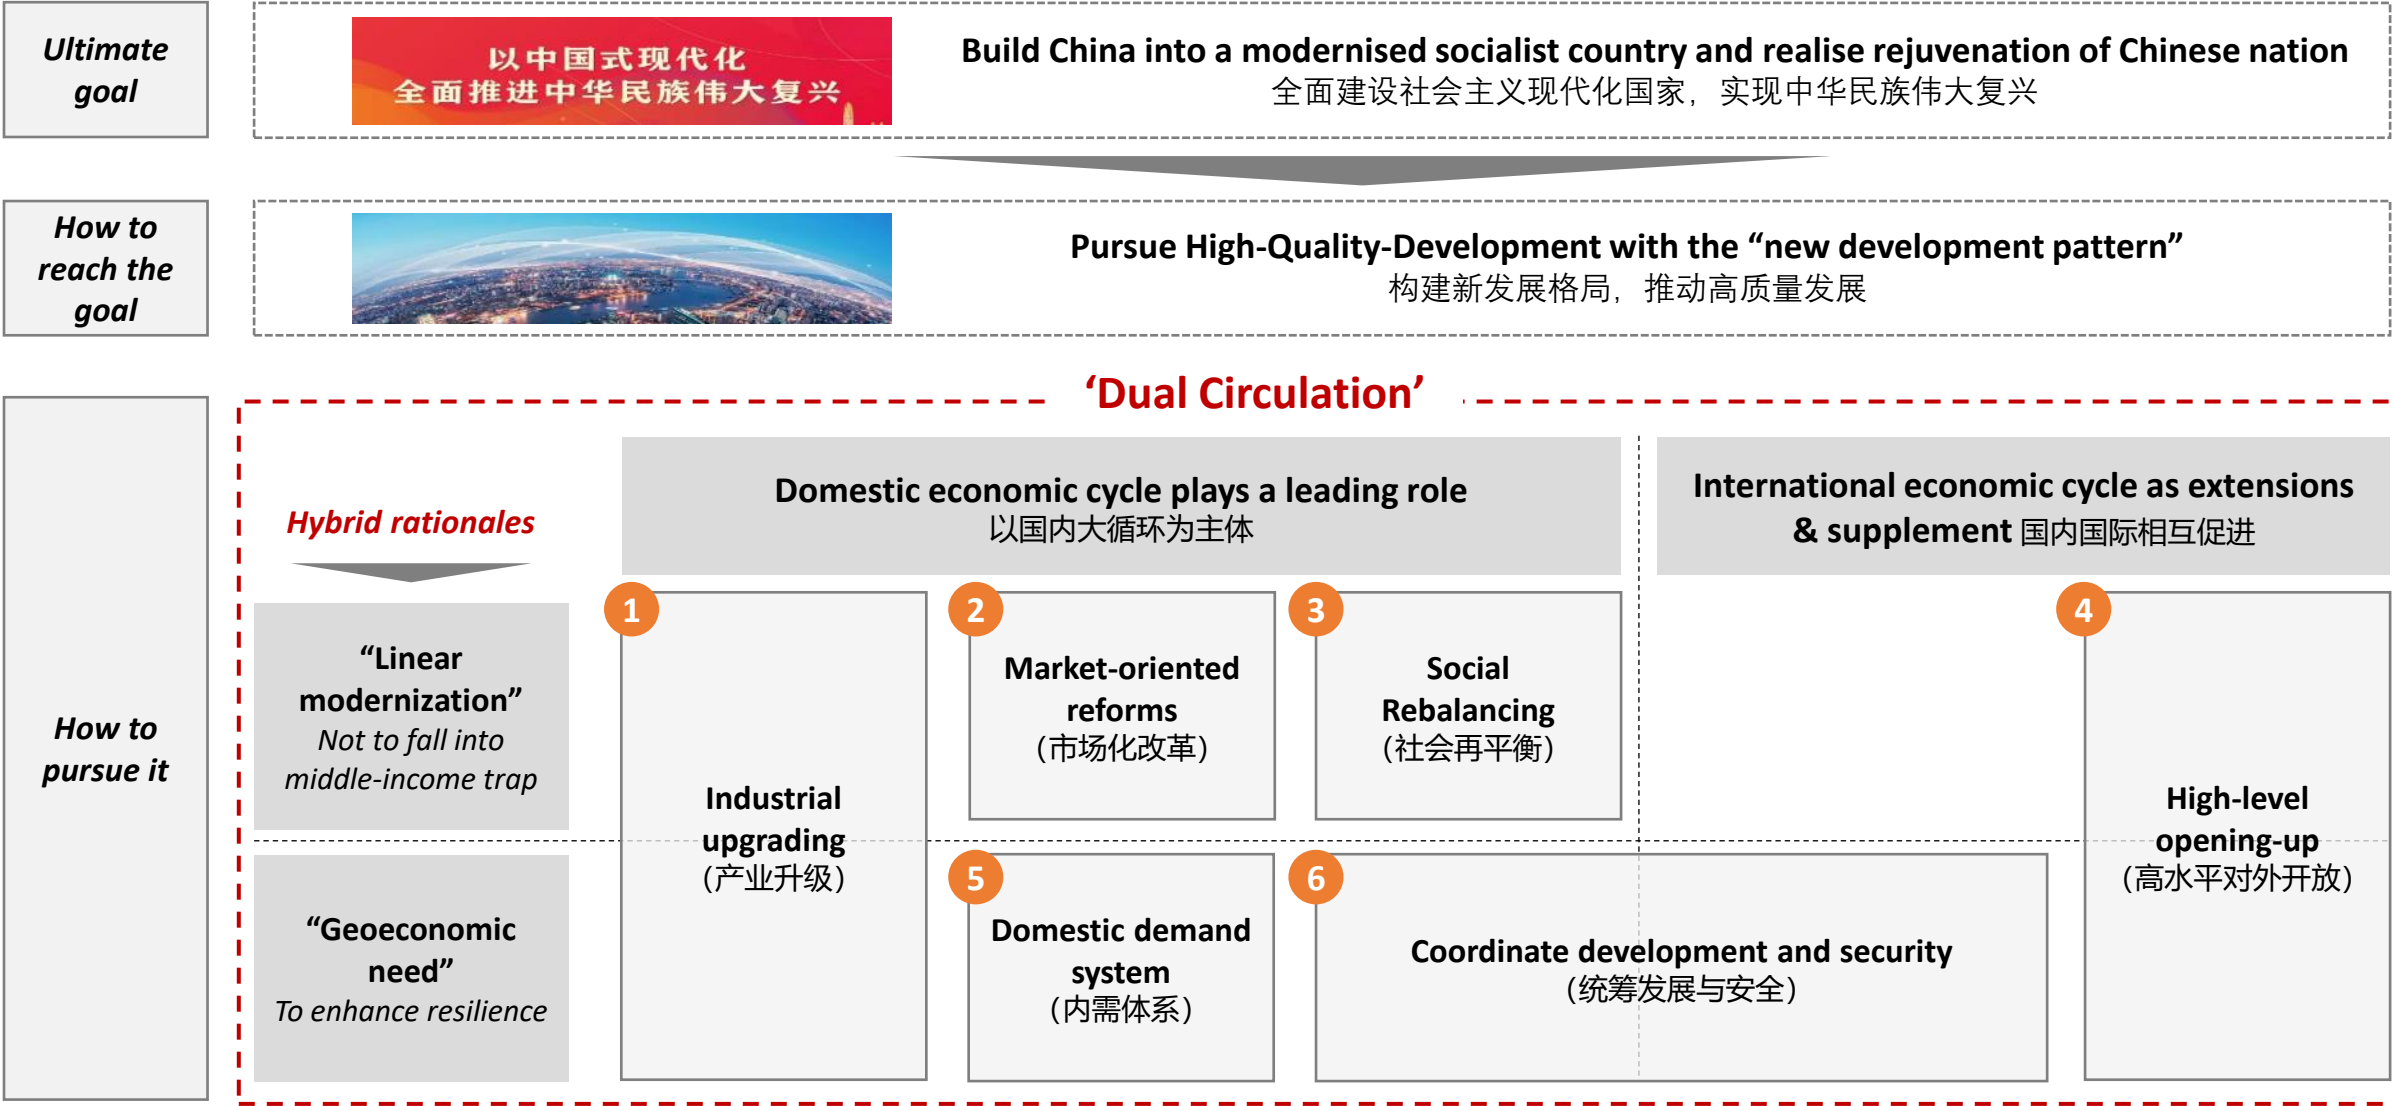 Ultimate
goal
以中国式现代化
全面推进中华民族伟大复兴
Build China into a modernised socialist country and realise rejuvenation of Chinese nation
全面建设社会主义现代化国家，实现中华民族伟大复兴
How to
reach the
goal
Pursue High-Quality-Development with the “new development pattern”
构建新发展格局，推动高质量发展
‘Dual Circulation’
How to
pursue it
Hybrid rationales
Domestic economic cycle plays a leading role
以国内大循环为主体
International economic cycle as extensions
& supplement 国内国际相互促进
“Linear
modernization”
Not to fall into
middle-income trap
1
Industrial
upgrading
（产业升级）
2
Market-oriented
reforms
（市场化改革）
3
Social
Rebalancing
（社会再平衡）
4
High-level
opening-up
（高水平对外开放）
“Geoeconomic
need”
To enhance resilience
5
Domestic demand
system
（内需体系）
6
Coordinate development and security
（统筹发展与安全）